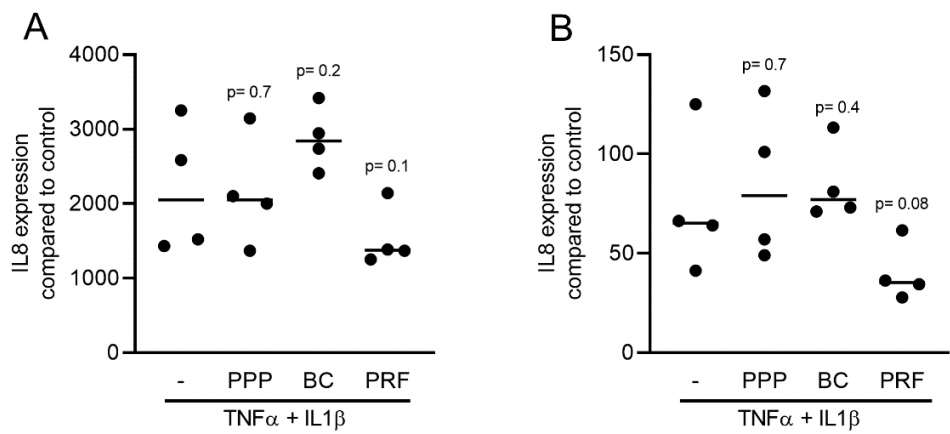 A
IL8 expression
compared to control
4000
3000
2000
1000
0
p= 0.7
p= 0.2
p= 0.1
- PPP BC PRF
TNFα + IL1β
B
IL8 expression
compared to control
150
100
50
0
p= 0.7
p= 0.4
p= 0.08
- PPP BC PRF
TNFα + IL1β